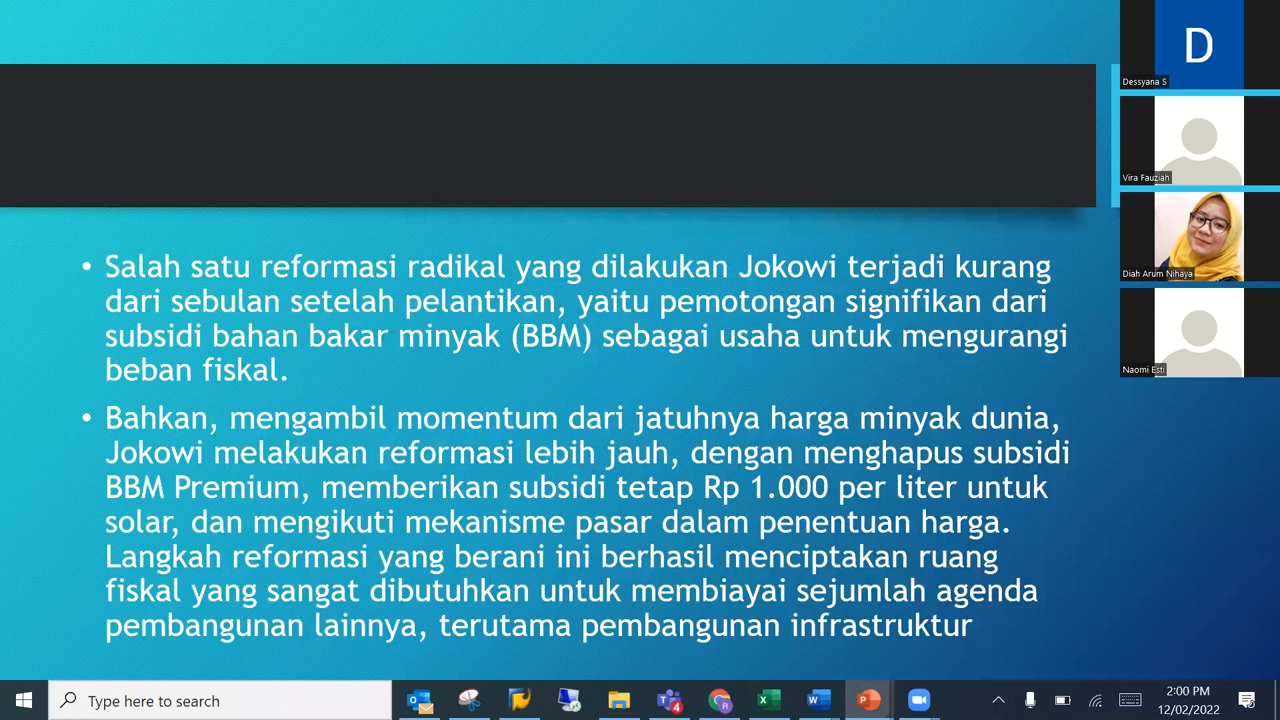 • Salah satu reformasi radikal yang dilakukan Jokowi terjadi kurang
dari sebulan setelah pelantikan, yaitu pemotongan signifikan dari
subsidi bahan bakar minyak (BBM) sebagai usaha untuk mengurangi
beban fiskal.
• Bahkan, mengambil momentum dari jatuhnya harga minyak dunia,
Jokowi melakukan reformasi lebih jauh, dengan menghapus subsidi
BBM Premium, memberikan subsidi tetap Rp 1.000 per liter untuk
solar, dan mengikuti mekanisme pasar dalam penentuan harga.
Langkah reformasi yang berani ini berhasil menciptakan ruang
fiskal yang sangat dibutuhkan untuk membiayai sejumlah agenda
pembangunan lainnya, terutama pembangunan infrastruktur
D
Dessyana S
Vira Fauziah
Diah Arum Nihaya
Naomi Esti
Type here to search
4
2:00 PM
12/02/2022